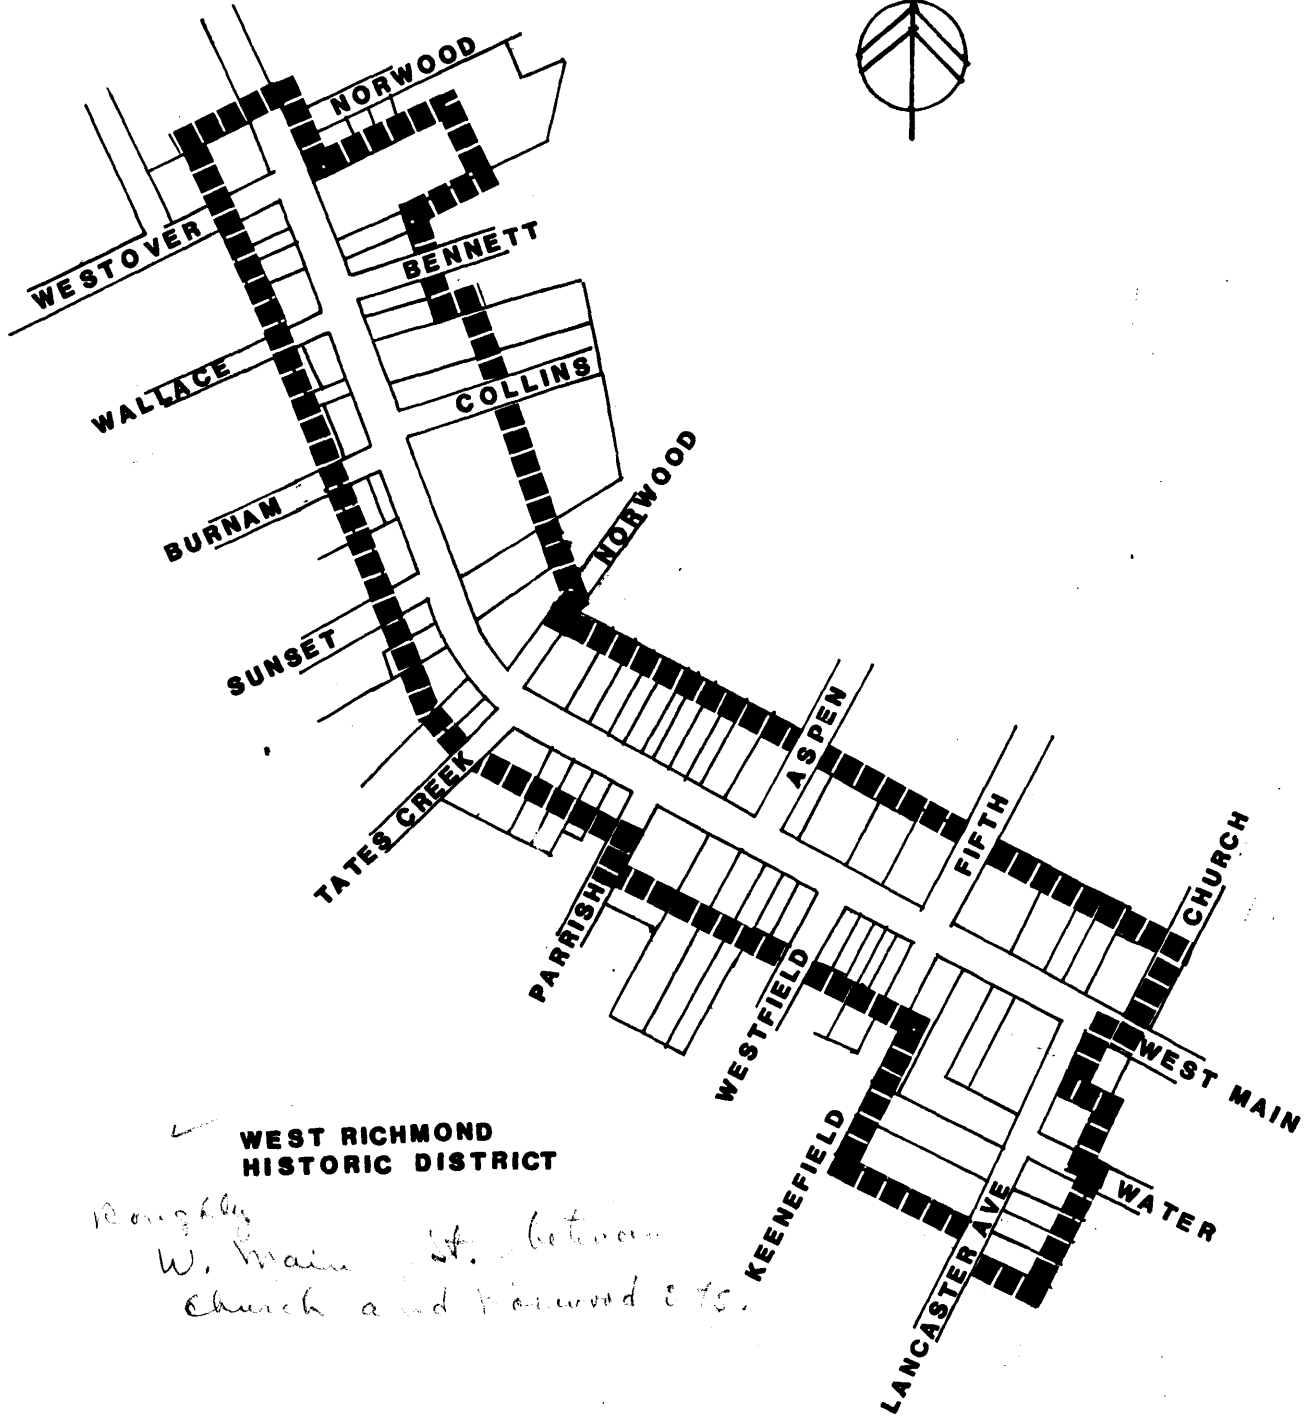 NORWOOD
WESTOVER
BENNETT
WALLACE
COLLINS
NORWOOD
BURNAM
SUNSET
ASPEN
TATES CREEK
FIFTH
CHURCH
PARRISH
WESTFIELD
WEST MAIN
KEENEFIELD
WATER
LANCASTER AVE
WEST RICHMOND
HISTORIC DISTRICT
Roughly
W. Main St. between
Church and Norwood Sts.